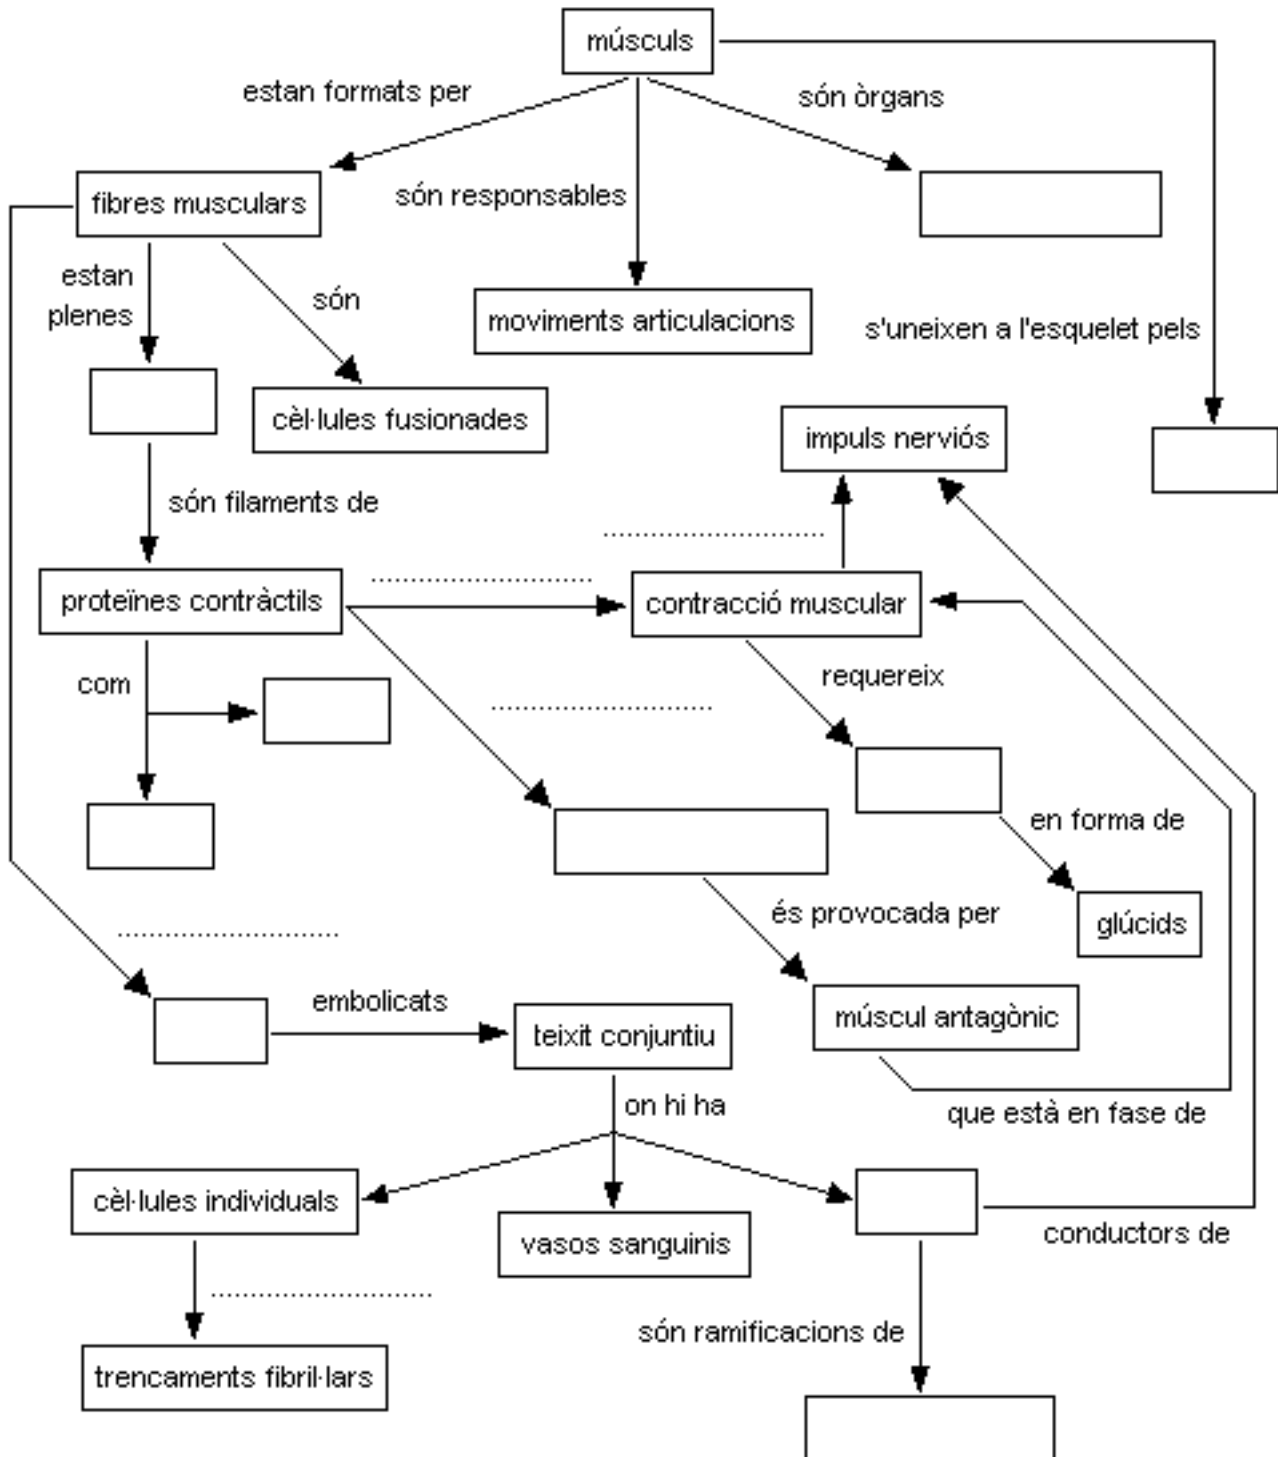 músculs
estan formats per
són òrgans
fibres musculars
són responsables
estan
plenes
són
moviments articulacions
s'uneixen a l'esquelet pels
cèl·lules fusionades
impuls nerviós
són filaments de
proteïnes contràctils
contracció muscular
com
requereix
en forma de
és provocada per
glúcids
embolicats
teixit conjuntiu
múscul antagònic
on hi ha
que està en fase de
cèl·lules individuals
vasos sanguinis
conductors de
són ramificacions de
trencaments fibril·lars